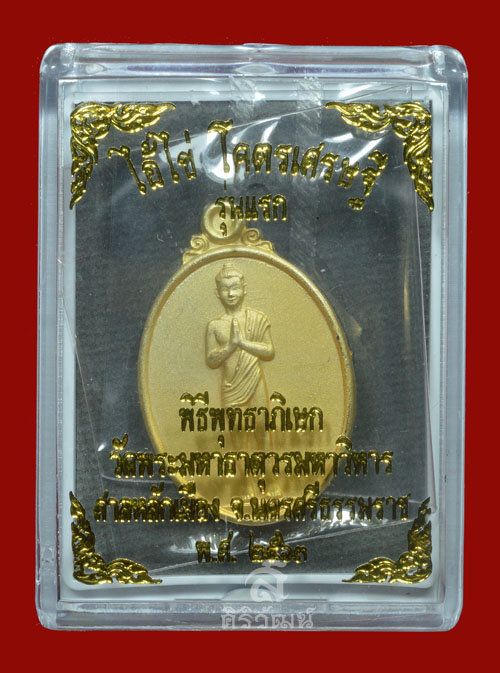 ไอ้ไข่ โคตรเศรษฐี
รุ่นแรก
พิธีพุทธาภิเษก
วัดพระมหาธาตุวรมหาวิหาร
ศาลหลักเมือง จ.นครศรีธรรมราช
พ.ศ. ๒๕๖๓
ส
ศิริวัฒน์